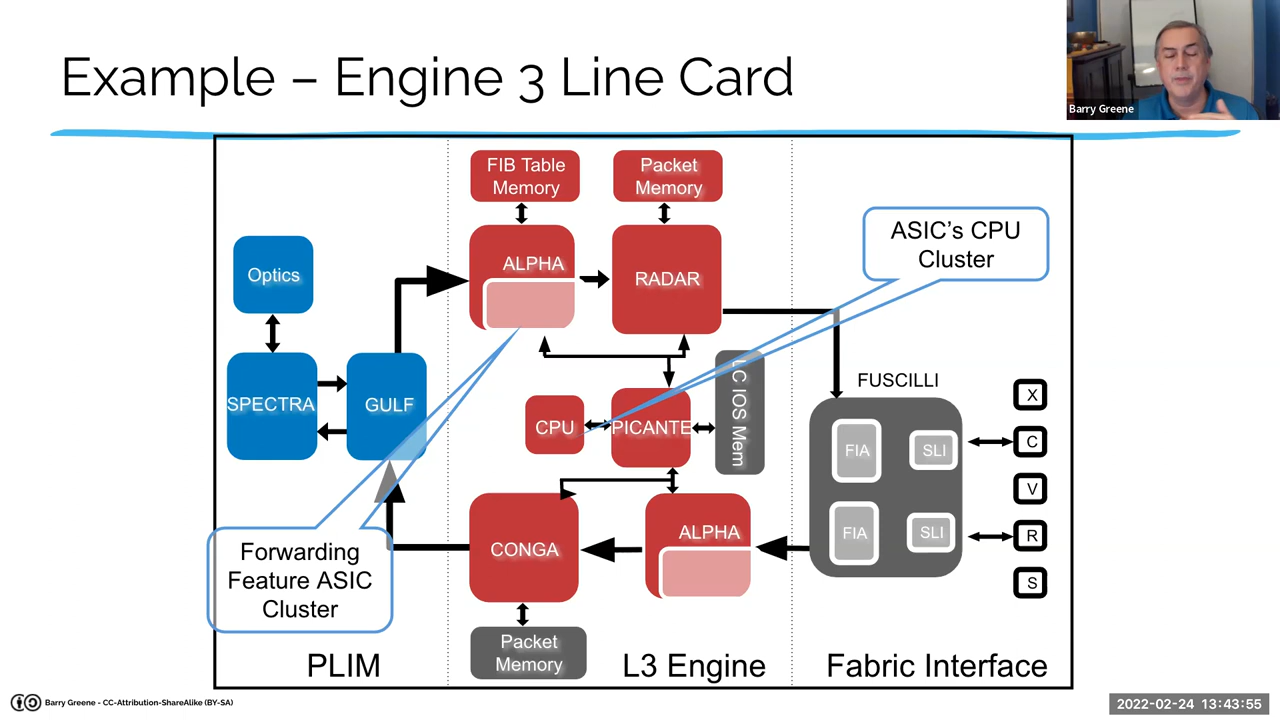 Example – Engine 3 Line Card
Barry Greene
FIB Table
Memory
Packet
Memory
ASIC's CPU
Cluster
Optics
ALPHA
RADAR
SPECTRA
GULF
FUSCILLI
CPU
PICANTE
LC IOS Mem
FIA
SLI
FIA
SLI
X
C
V
R
S
CONGA
ALPHA
Forwarding
Feature ASIC
Cluster
Packet
Memory
PLIM
L3 Engine
Fabric Interface
Barry Greene - CC-Attribution-ShareAlike (BY-SA)
2022-02-24 13:43:55